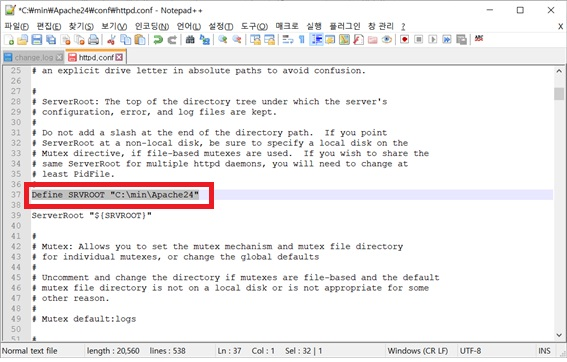 *C:₩min₩Apache24₩conf₩httpd.conf - Notepad++
파일(F) 편집(E) 찾기(S) 보기(V) 인코딩(N) 언어(L) 설정(T) 도구(O) 매크로 실행 플러그인 창 관리 ?
change.log httpd.conf
25 # an explicit drive letter in absolute paths to avoid confusion.
26
27 #
28 # ServerRoot: The top of the directory tree under which the server's
29 # configuration, error, and log files are kept.
30 #
31 # Do not add a slash at the end of the directory path.  If you point
32 # ServerRoot at a non-local disk, be sure to specify a local disk on the
33 # Mutex directive, if file-based mutexes are used.  If you wish to share the
34 # same ServerRoot for multiple httpd daemons, you will need to change at
35 # least PidFile.
37 Define SRVROOT "C:\min\Apache24"
38
39 ServerRoot "${SRVROOT}"
40
41 #
42 # Mutex: Allows you to set the mutex mechanism and mutex file directory
43 # for individual mutexes, or change the global defaults
44 #
45 # Uncomment and change the directory if mutexes are file-based and the default
46 # mutex file directory is not on a local disk or is not appropriate for some
47 # other reason.
48 #
49 # Mutex default:logs
50
51 #
Normal text file length : 20,560 lines : 538 Ln : 37 Col : 1 Sel : 32 | 1 Windows (CR LF) UTF-8 INS